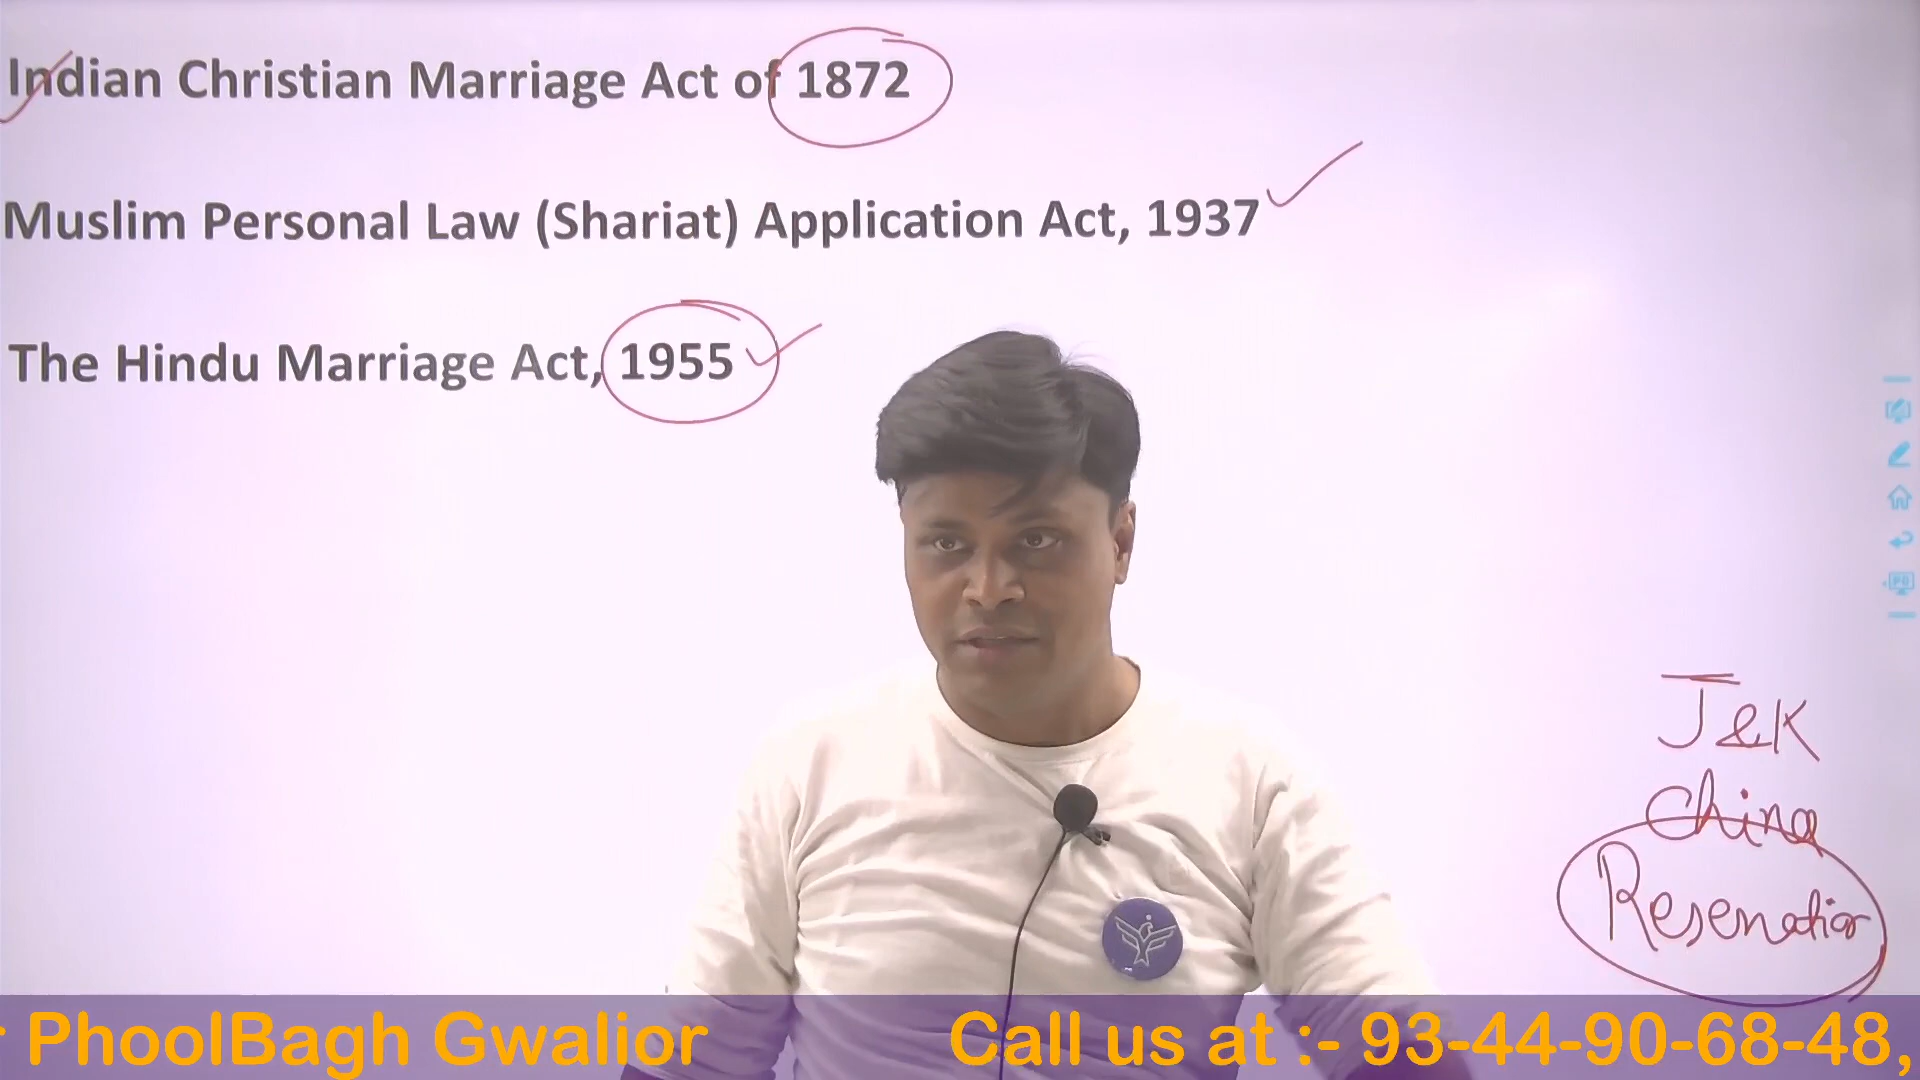 Indian Christian Marriage Act of 1872
Muslim Personal Law (Shariat) Application Act, 1937
The Hindu Marriage Act, 1955
J&K
China
Reservation
PhoolBagh Gwalior Call us at :- 93-44-90-68-48,